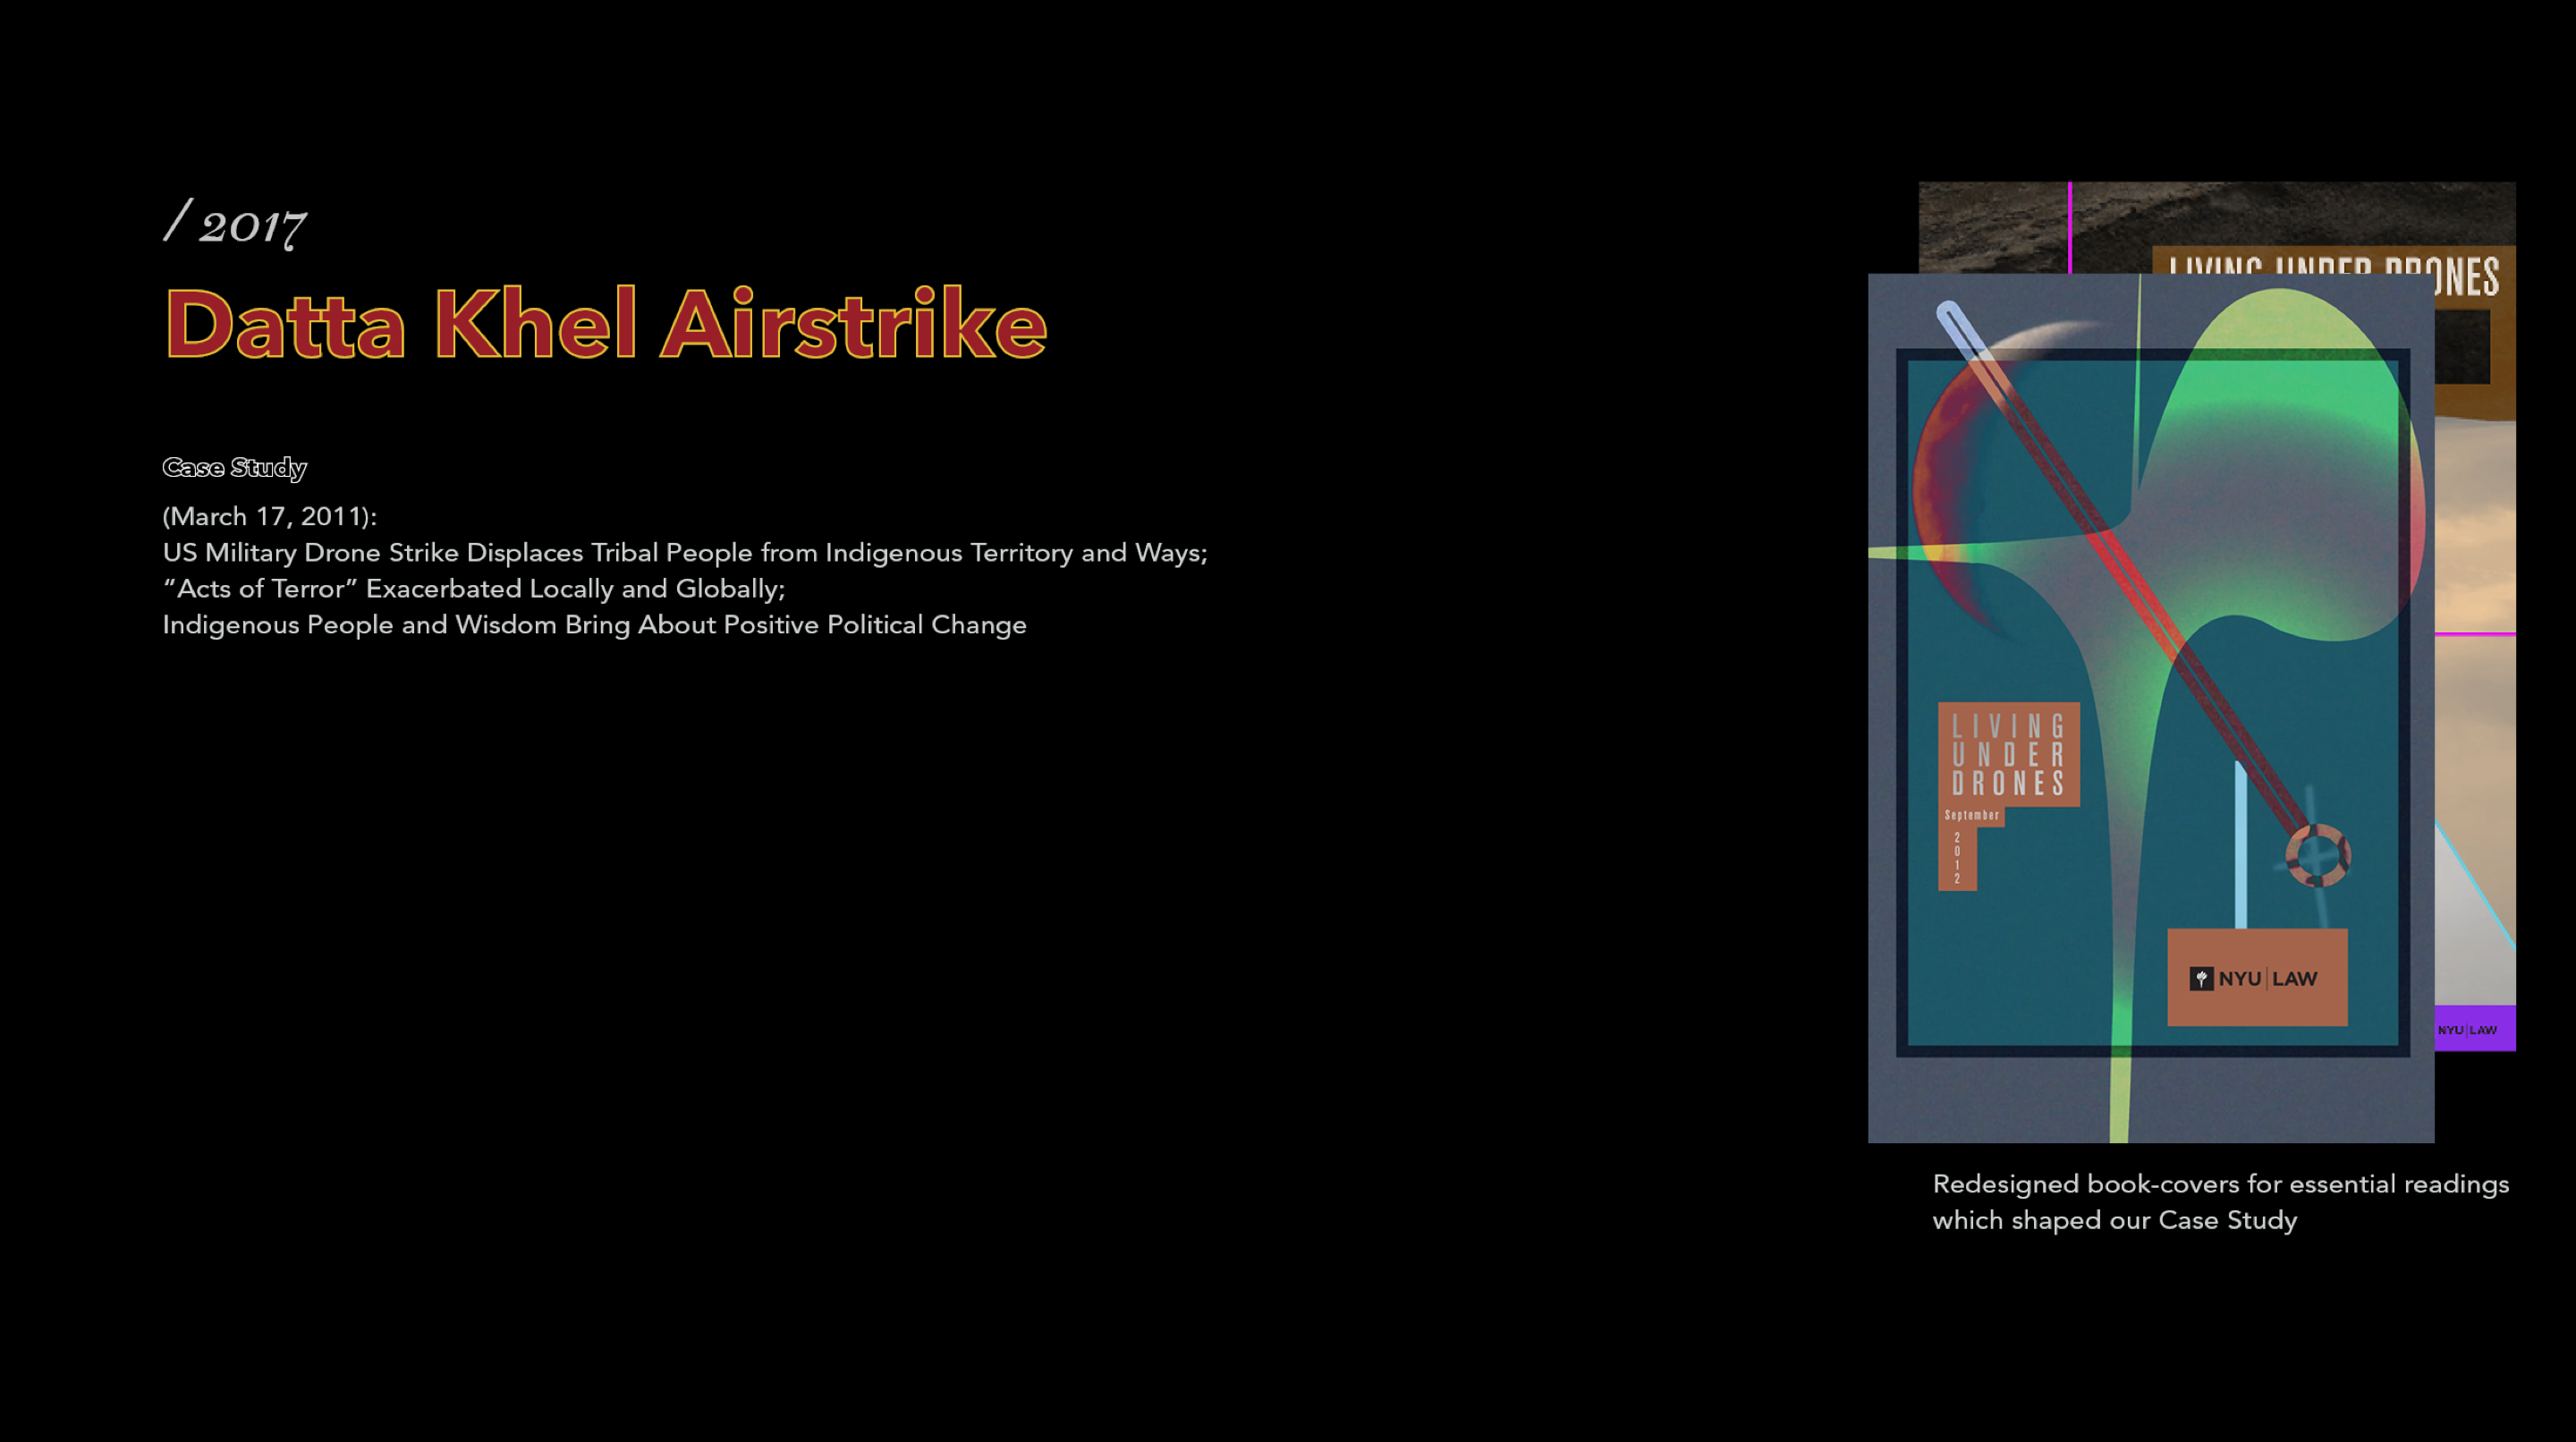 / 2017
Datta Khel Airstrike
Case Study
(March 17, 2011):
US Military Drone Strike Displaces Tribal People from Indigenous Territory and Ways;
“Acts of Terror” Exacerbated Locally and Globally;
Indigenous People and Wisdom Bring About Positive Political Change
LIVING UNDER DRONES
LIVING
UNDER
DRONES
September
2
0
1
2
NYU | LAW
NYU | LAW
Redesigned book-covers for essential readings
which shaped our Case Study